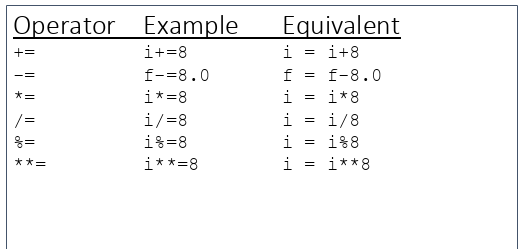 Operator Example Equivalent
+= i+=8 i = i+8
-= f-=8.0 f = f-8.0
*= i*=8 i = i*8
/= i/=8 i = i/8
%= i%=8 i = i%8
**= i**=8 i = i**8